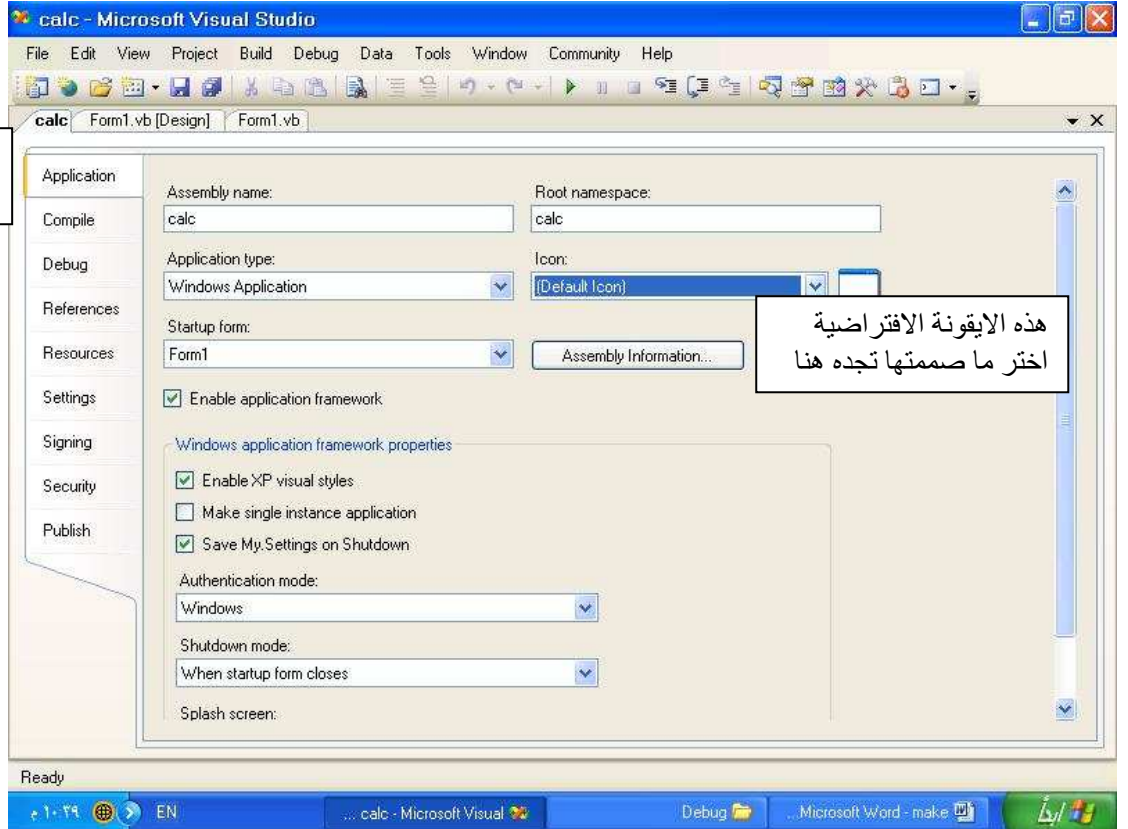 calc - Microsoft Visual Studio
File Edit View Project Build Debug Data Tools Window Community Help
calc Form1.vb [Design] Form1.vb
Application
Compile
Debug
References
Resources
Settings
Signing
Security
Publish
Assembly name:
Root namespace:
calc
calc
Application type:
Icon:
Windows Application
(Default Icon)
هذه الايقونة الافتراضية
اختر ما صممتها تجده هنا
Startup form:
Form1
Assembly Information...
Enable application framework
Windows application framework properties
Enable XP visual styles
Make single instance application
Save My.Settings on Shutdown
Authentication mode:
Windows
Shutdown mode:
When startup form closes
Splash screen:
Ready
١٠:٣٩ م
EN
... calc - Microsoft Visual
Debug
...Microsoft Word - make
ابدأ